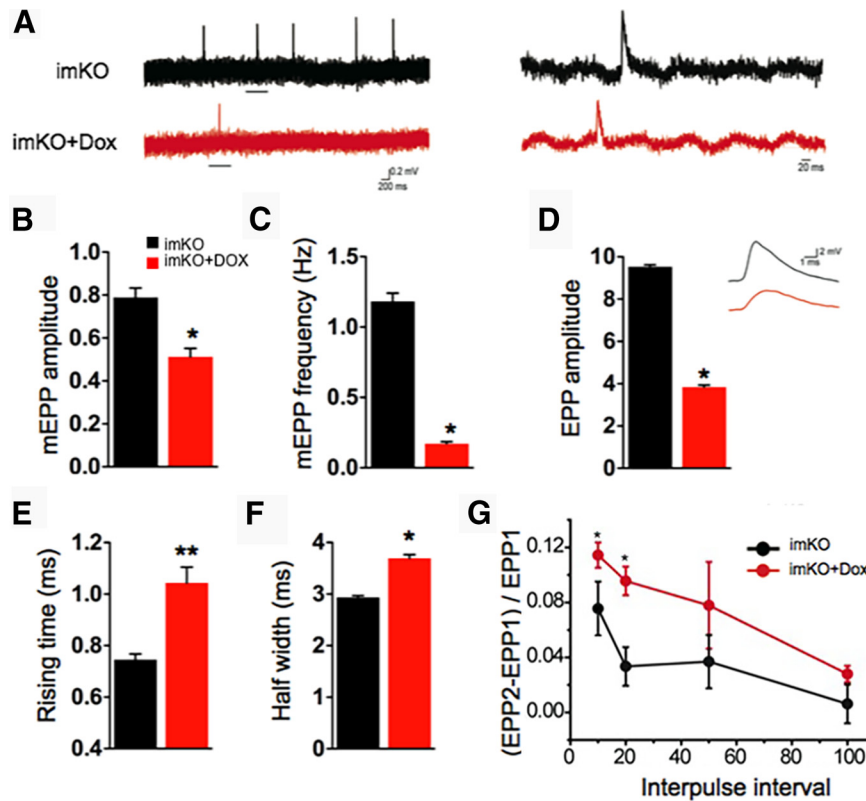 A
imKO
imKO+Dox
0.2 mV
200 ms
20 ms
B
imKO
imKO+DOX
1.0
0.8
0.6
0.4
0.2
0.0
mEPP amplitude
*
C
1.5
1.0
0.5
0.0
mEPP frequency (Hz)
*
D
10
8
6
4
2
0
EPP amplitude
*
2 mV
1 ms
E
1.2
1.0
0.8
0.6
0.4
Rising time (ms)
**
F
4
3
2
1
0
Half width (ms)
*
G
0.12
0.08
0.04
0.00
(EPP2-EPP1) / EPP1
* *
imKO
imKO+Dox
0 20 40 60 80 100
Interpulse interval